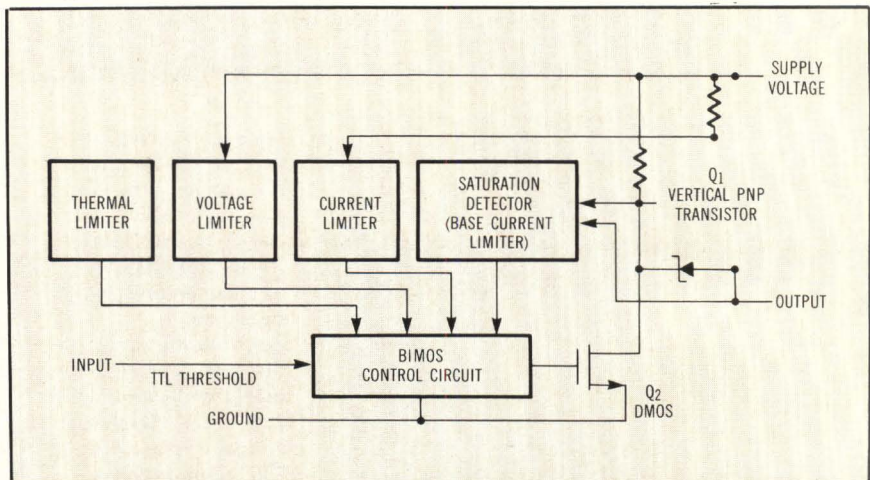 SUPPLY
VOLTAGE
THERMAL
LIMITER
VOLTAGE
LIMITER
CURRENT
LIMITER
SATURATION
DETECTOR
(BASE CURRENT
LIMITER)
Q1
VERTICAL PNP
TRANSISTOR
OUTPUT
INPUT
TTL THRESHOLD
BIMOS
CONTROL CIRCUIT
Q2
DMOS
GROUND